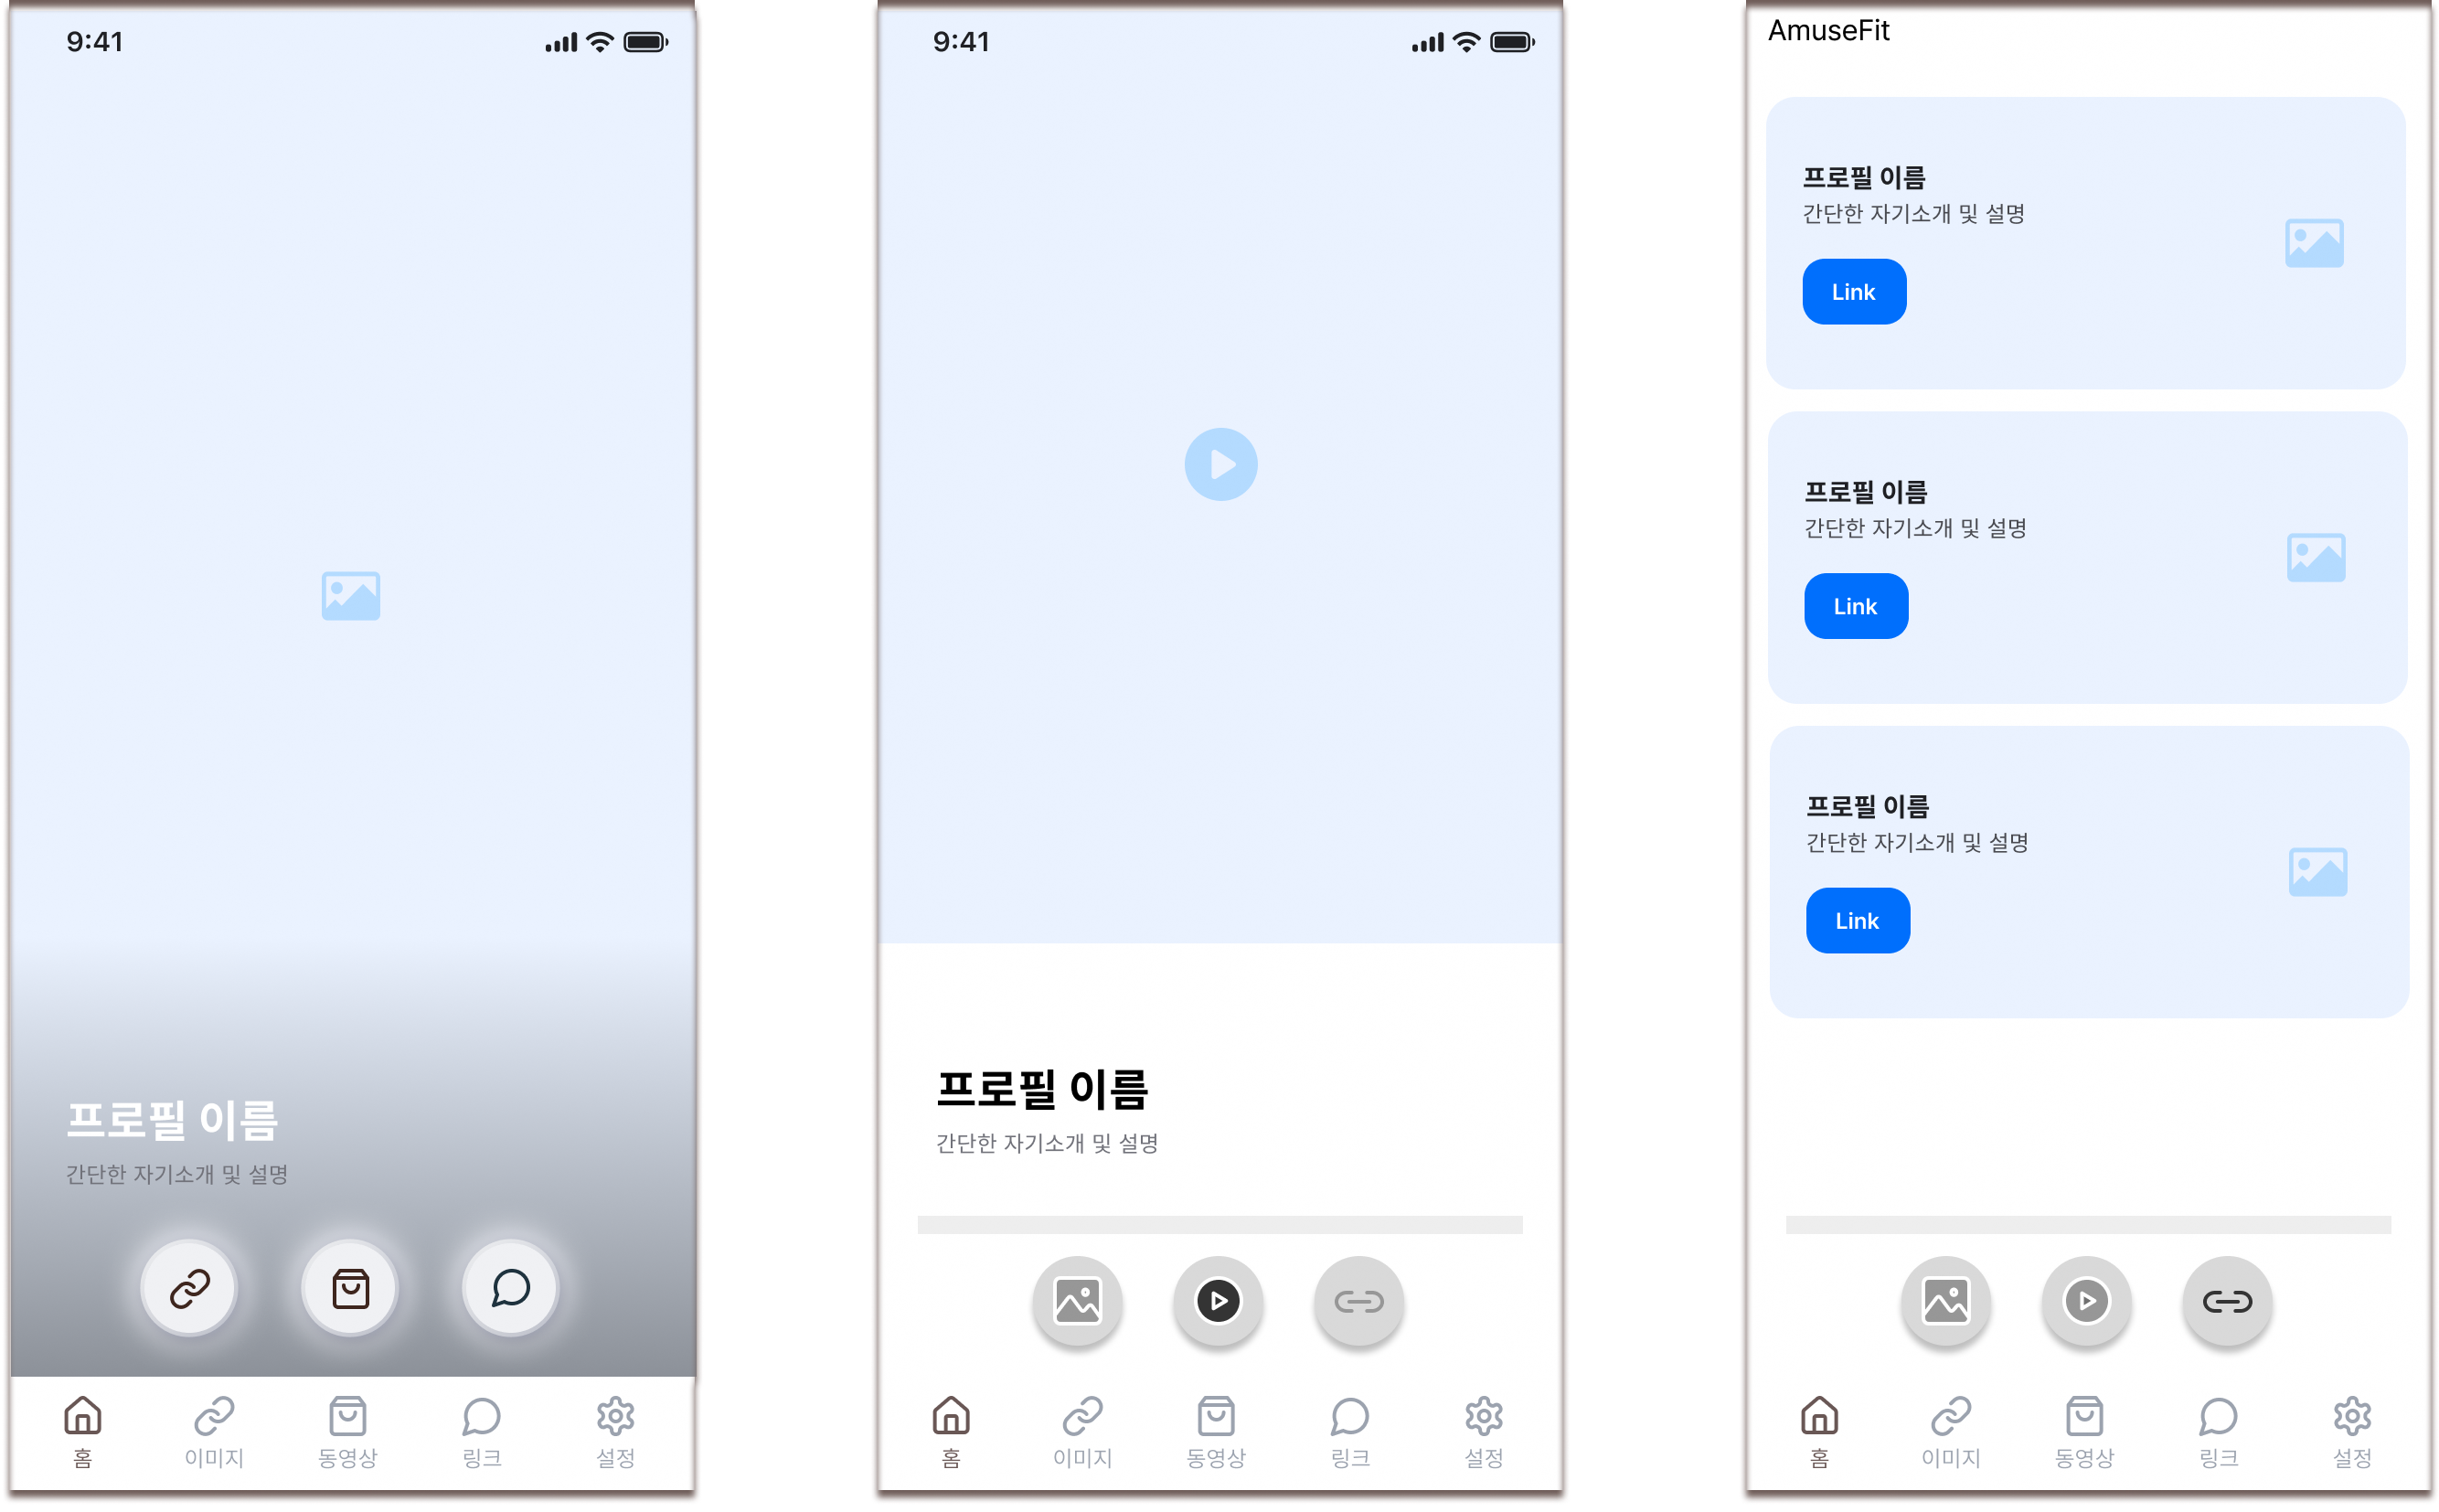 9:41
프로필 이름
간단한 자기소개 및 설명
홈
이미지
동영상
링크
설정
9:41
프로필 이름
간단한 자기소개 및 설명
홈
이미지
동영상
링크
설정
AmuseFit
프로필 이름
간단한 자기소개 및 설명
Link
프로필 이름
간단한 자기소개 및 설명
Link
프로필 이름
간단한 자기소개 및 설명
Link
홈
이미지
동영상
링크
설정